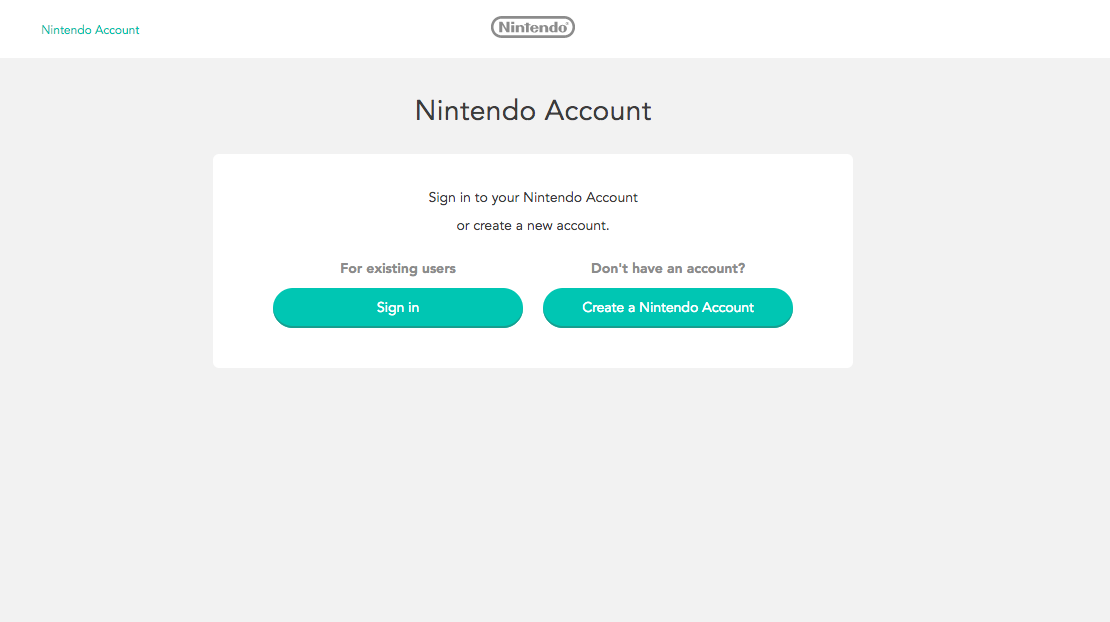 Nintendo Account
Nintendo®
Nintendo Account
Sign in to your Nintendo Account
or create a new account.
For existing users
Don't have an account?
Sign in
Create a Nintendo Account